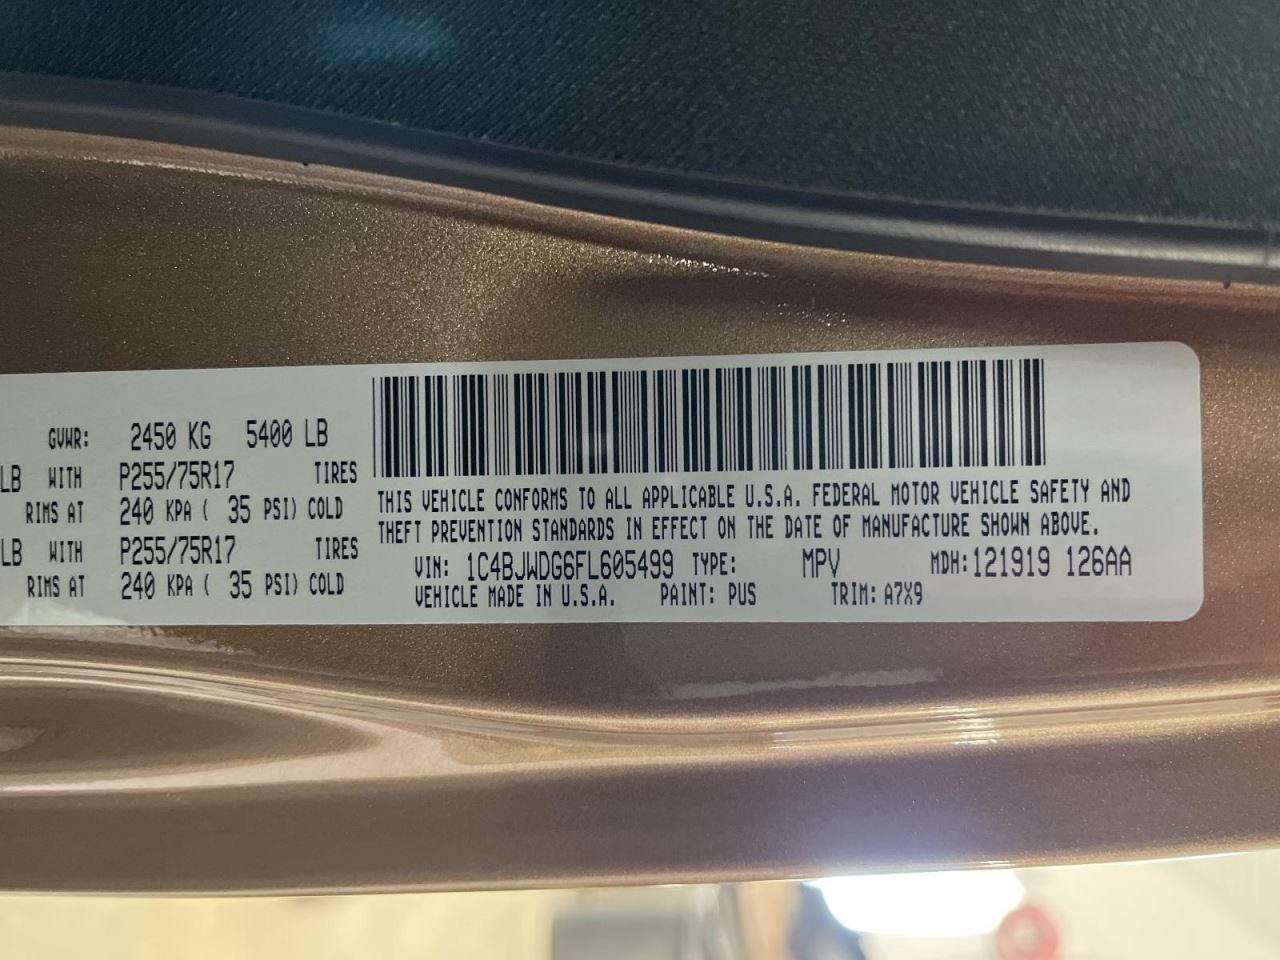 GVWR: 2450 KG 5400 LB
LB WITH P255/75R17 TIRES
RIMS AT 240 KPA ( 35 PSI) COLD
LB WITH P255/75R17 TIRES
RIMS AT 240 KPA ( 35 PSI) COLD
THIS VEHICLE CONFORMS TO ALL APPLICABLE U.S.A. FEDERAL MOTOR VEHICLE SAFETY AND
THEFT PREVENTION STANDARDS IN EFFECT ON THE DATE OF MANUFACTURE SHOWN ABOVE.
VIN: 1C4BJWDG6FL605499 TYPE: MPV MDH: 121919 126AA
VEHICLE MADE IN U.S.A. PAINT: PUS TRIM: A7X9